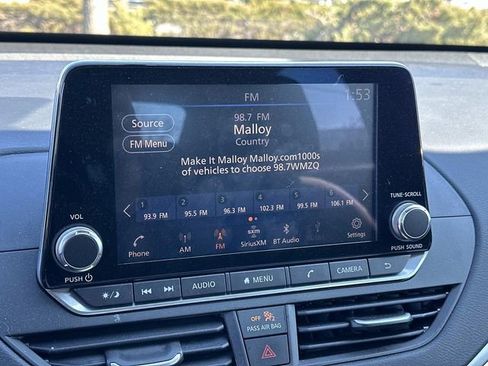 FM
1:53
98.7 FM
Source
Malloy
Country
FM Menu
Make It Malloy Malloy.com1000s
of vehicles to choose 98.7WMZQ
1 2 3 4 5 6
93.9 FM 95.5 FM 96.3 FM 102.3 FM 99.5 FM 106.1 FM
Phone AM FM sxm SiriusXM BT Audio Settings
VOL
PUSH
TUNE·SCROLL
PUSH SOUND
AUDIO MENU CAMERA
OFF
PASS AIR BAG